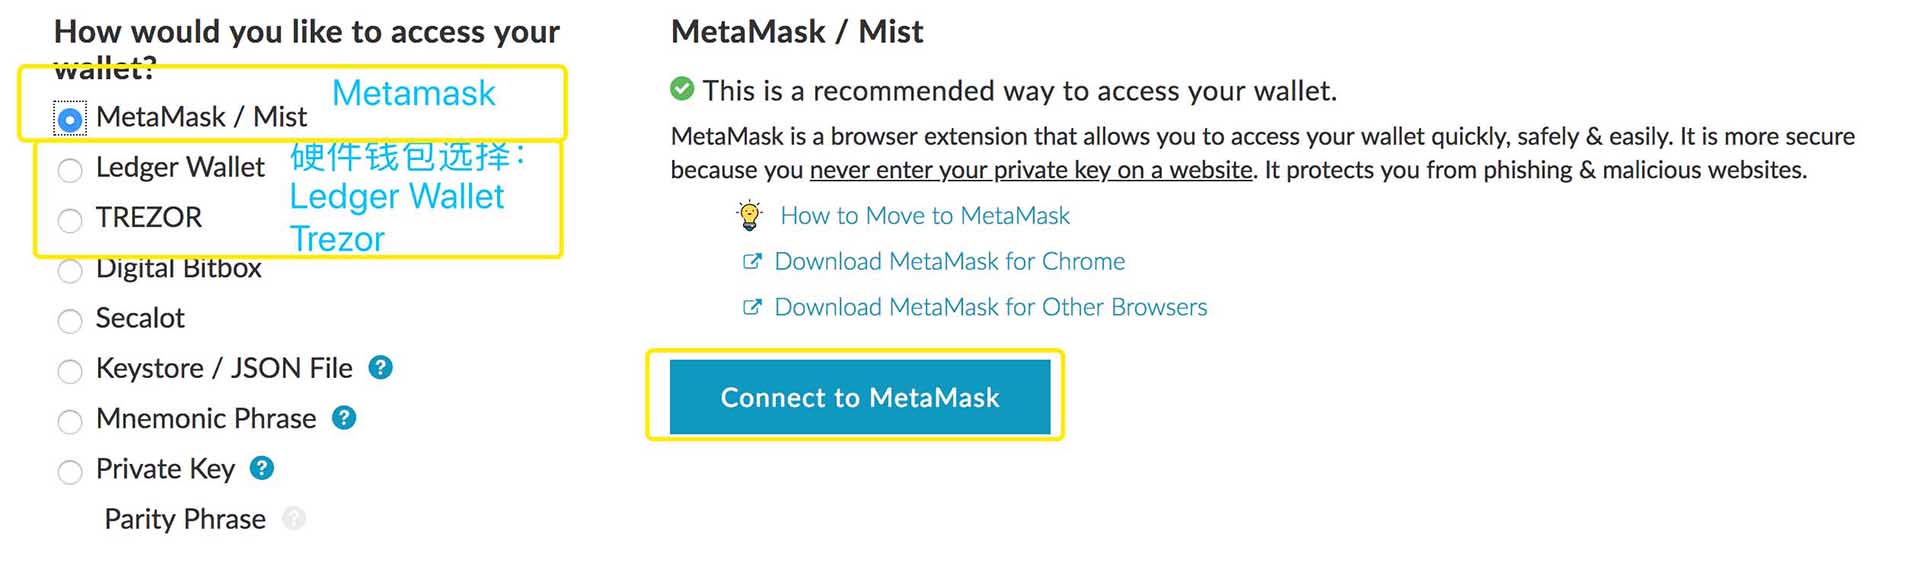 How would you like to access your
wallet?
Metamask
MetaMask / Mist
Ledger Wallet
硬件钱包选择：
Ledger Wallet
TREZOR
Trezor
Digital Bitbox
Secalot
Keystore / JSON File ?
Mnemonic Phrase ?
Private Key ?
Parity Phrase ?
MetaMask / Mist
This is a recommended way to access your wallet.
MetaMask is a browser extension that allows you to access your wallet quickly, safely & easily. It is more secure
because you never enter your private key on a website. It protects you from phishing & malicious websites.
How to Move to MetaMask
Download MetaMask for Chrome
Download MetaMask for Other Browsers
Connect to MetaMask